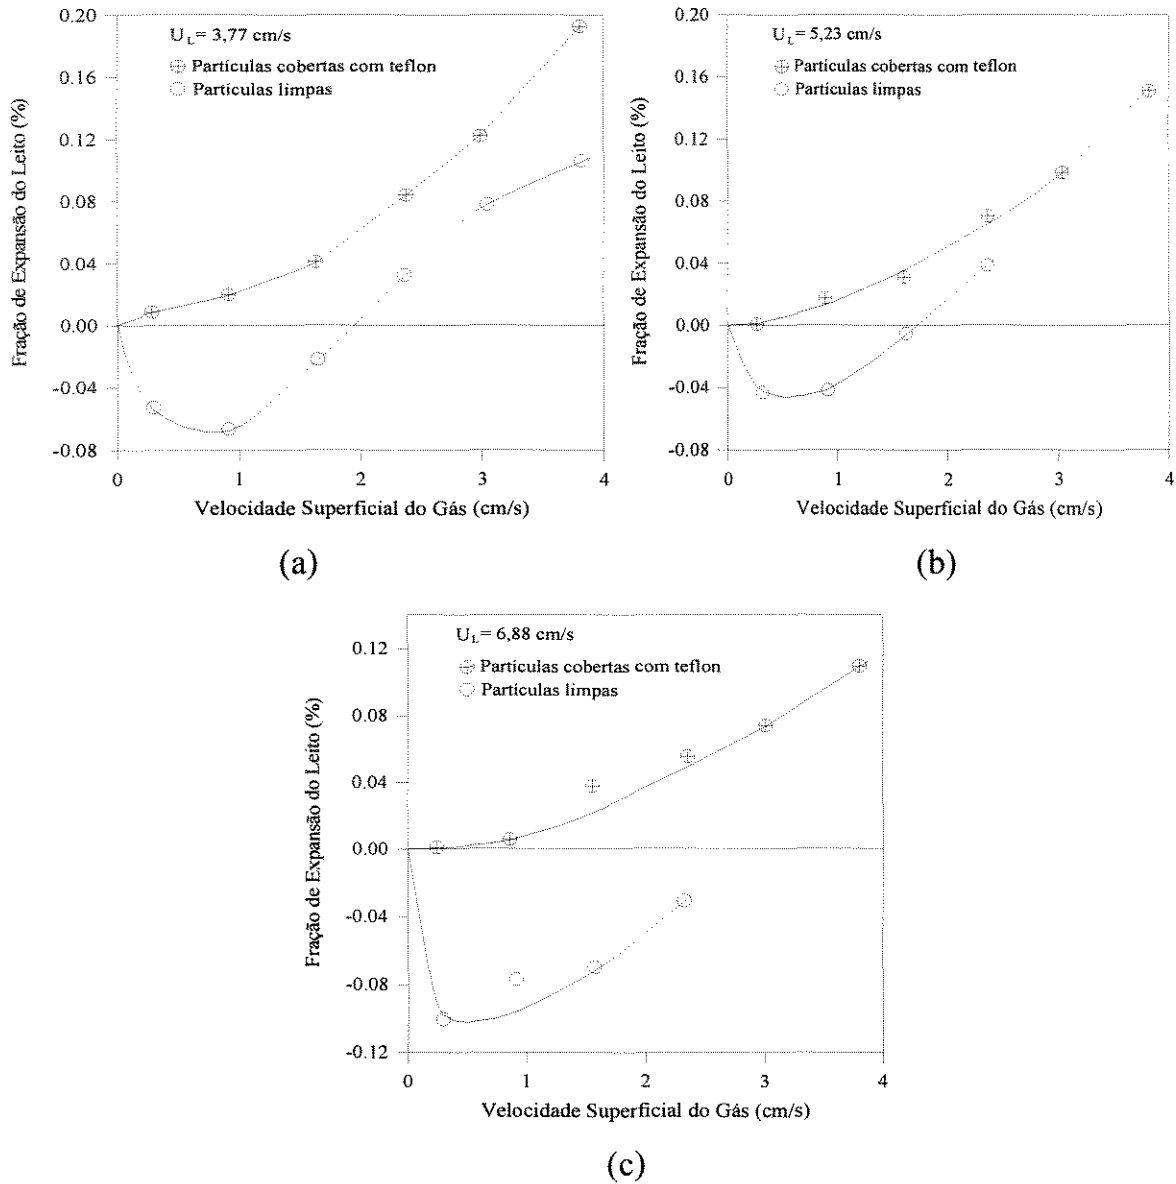 U_L= 3,77 cm/s
Partículas cobertas com teflon
Partículas limpas
Fração de Expansão do Leito (%)
0.20
0.16
0.12
0.08
0.04
0.00
-0.04
-0.08
0 1 2 3 4
Velocidade Superficial do Gás (cm/s)
(a)
U_L= 5,23 cm/s
Partículas cobertas com teflon
Partículas limpas
Fração de Expansão do Leito (%)
0.20
0.16
0.12
0.08
0.04
0.00
-0.04
-0.08
0 1 2 3 4
Velocidade Superficial do Gás (cm/s)
(b)
U_L= 6,88 cm/s
Partículas cobertas com teflon
Partículas limpas
Fração de Expansão do Leito (%)
0.12
0.08
0.04
0.00
-0.04
-0.08
-0.12
0 1 2 3 4
Velocidade Superficial do Gás (cm/s)
(c)